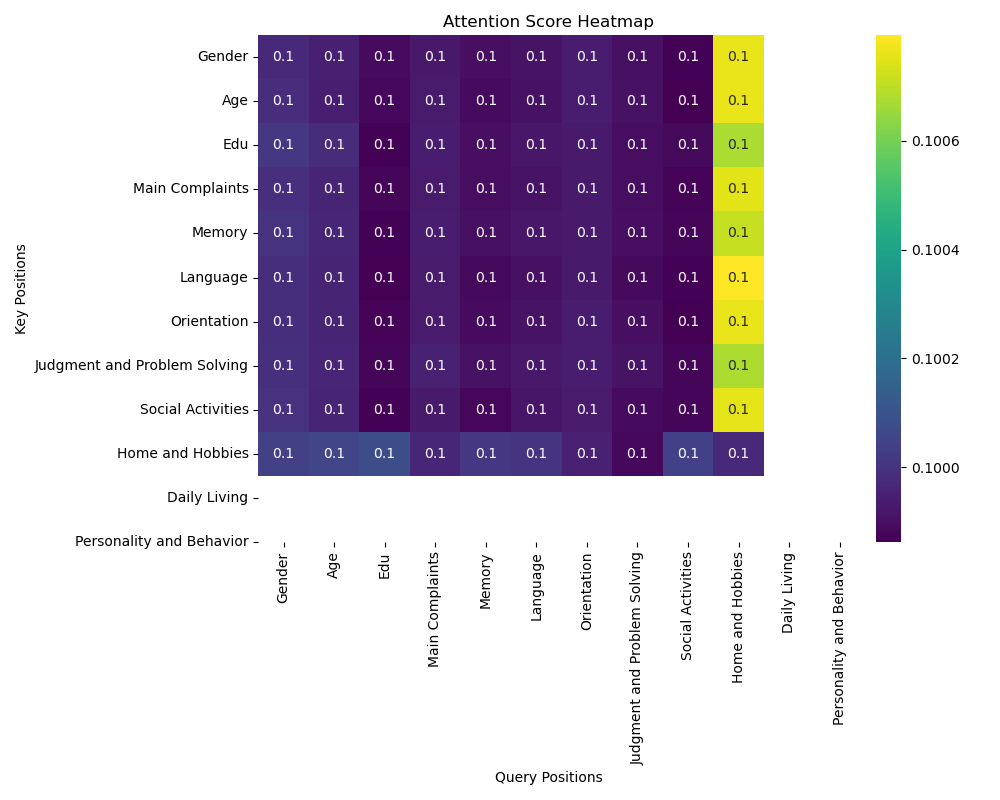 Attention Score Heatmap
Key Positions
Gender 0.1 0.1 0.1 0.1 0.1 0.1 0.1 0.1 0.1 0.1
Age 0.1 0.1 0.1 0.1 0.1 0.1 0.1 0.1 0.1 0.1
Edu 0.1 0.1 0.1 0.1 0.1 0.1 0.1 0.1 0.1 0.1
Main Complaints 0.1 0.1 0.1 0.1 0.1 0.1 0.1 0.1 0.1 0.1
Memory 0.1 0.1 0.1 0.1 0.1 0.1 0.1 0.1 0.1 0.1
Language 0.1 0.1 0.1 0.1 0.1 0.1 0.1 0.1 0.1 0.1
Orientation 0.1 0.1 0.1 0.1 0.1 0.1 0.1 0.1 0.1 0.1
Judgment and Problem Solving 0.1 0.1 0.1 0.1 0.1 0.1 0.1 0.1 0.1 0.1
Social Activities 0.1 0.1 0.1 0.1 0.1 0.1 0.1 0.1 0.1 0.1
Home and Hobbies 0.1 0.1 0.1 0.1 0.1 0.1 0.1 0.1 0.1 0.1
Daily Living
Personality and Behavior
Gender
Age
Edu
Main Complaints
Memory
Language
Orientation
Judgment and Problem Solving
Social Activities
Home and Hobbies
Daily Living
Personality and Behavior
Query Positions
0.1006
0.1004
0.1002
0.1000